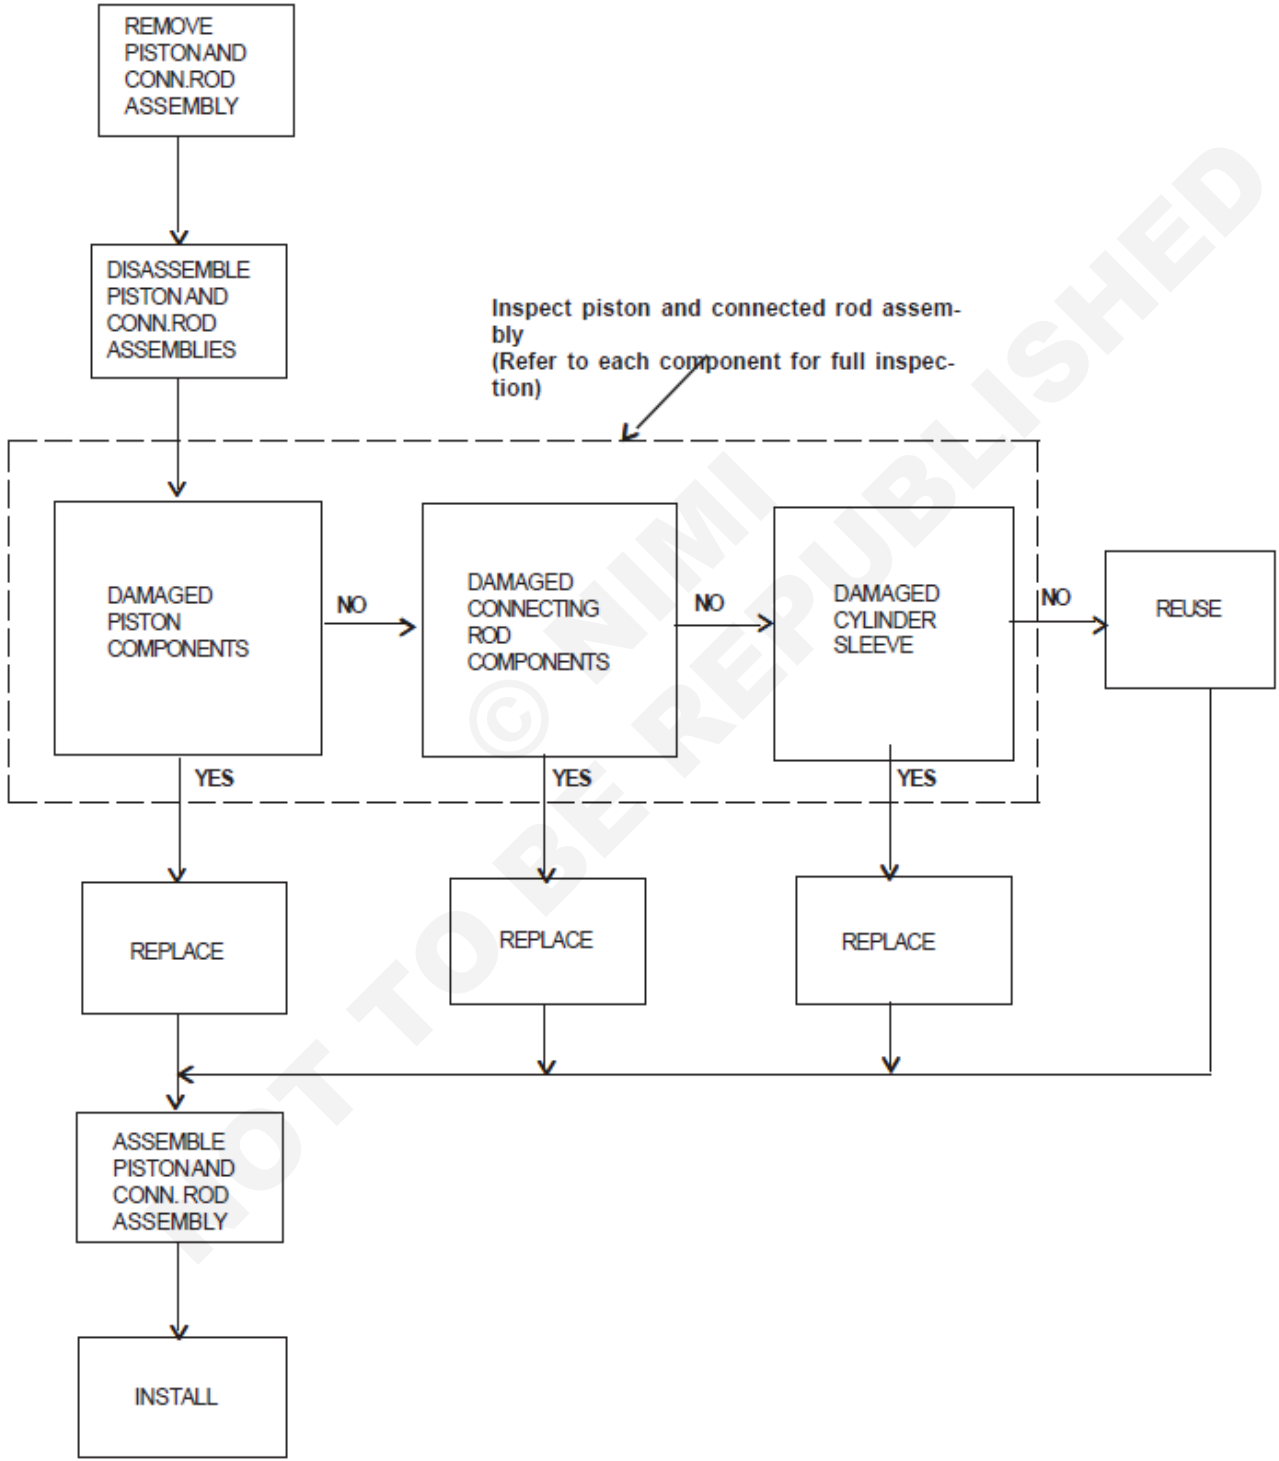 REMOVE
PISTON AND
CONN.ROD
ASSEMBLY
DISASSEMBLE
PISTON AND
CONN.ROD
ASSEMBLIES
Inspect piston and connected rod assem-
bly
(Refer to each component for full inspec-
tion)
DAMAGED
PISTON
COMPONENTS
NO
DAMAGED
CONNECTING
ROD
COMPONENTS
NO
DAMAGED
CYLINDER
SLEEVE
NO
REUSE
YES
YES
YES
REPLACE
REPLACE
REPLACE
ASSEMBLE
PISTON AND
CONN. ROD
ASSEMBLY
INSTALL
© NIMI
NOT TO BE REPUBLISHED